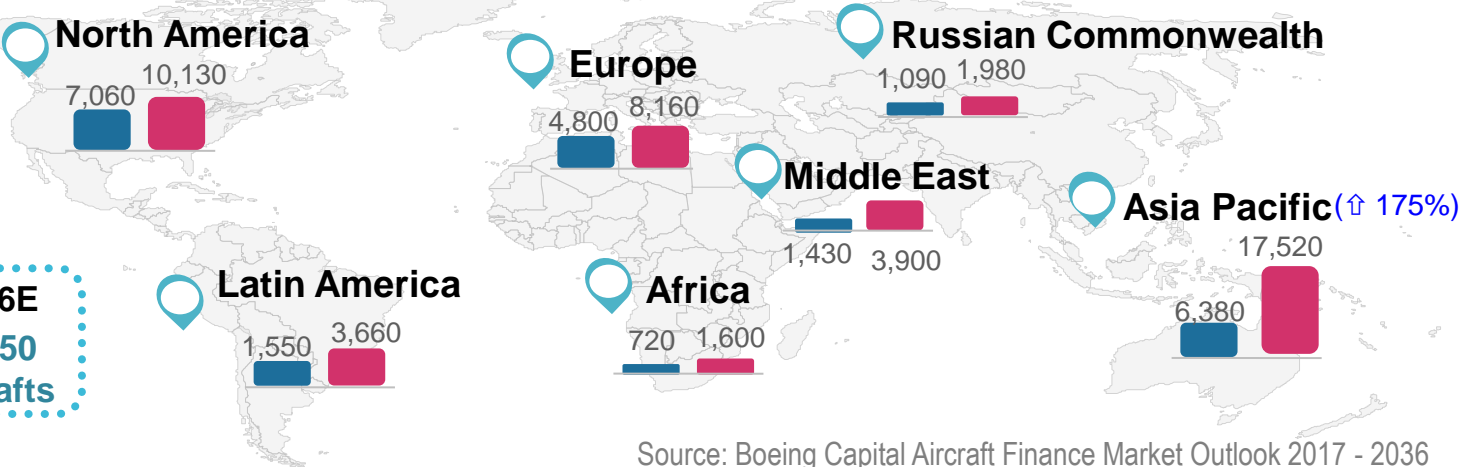 North America
10,130
7,060
Europe
8,160
4,800
Russian Commonwealth
1,090 1,980
Middle East
1,430 3,900
Asia Pacific (⇧ 175%)
17,520
6,380
Latin America
1,550 3,660
Africa
720 1,600
6E
50
afts
Source: Boeing Capital Aircraft Finance Market Outlook 2017 - 2036